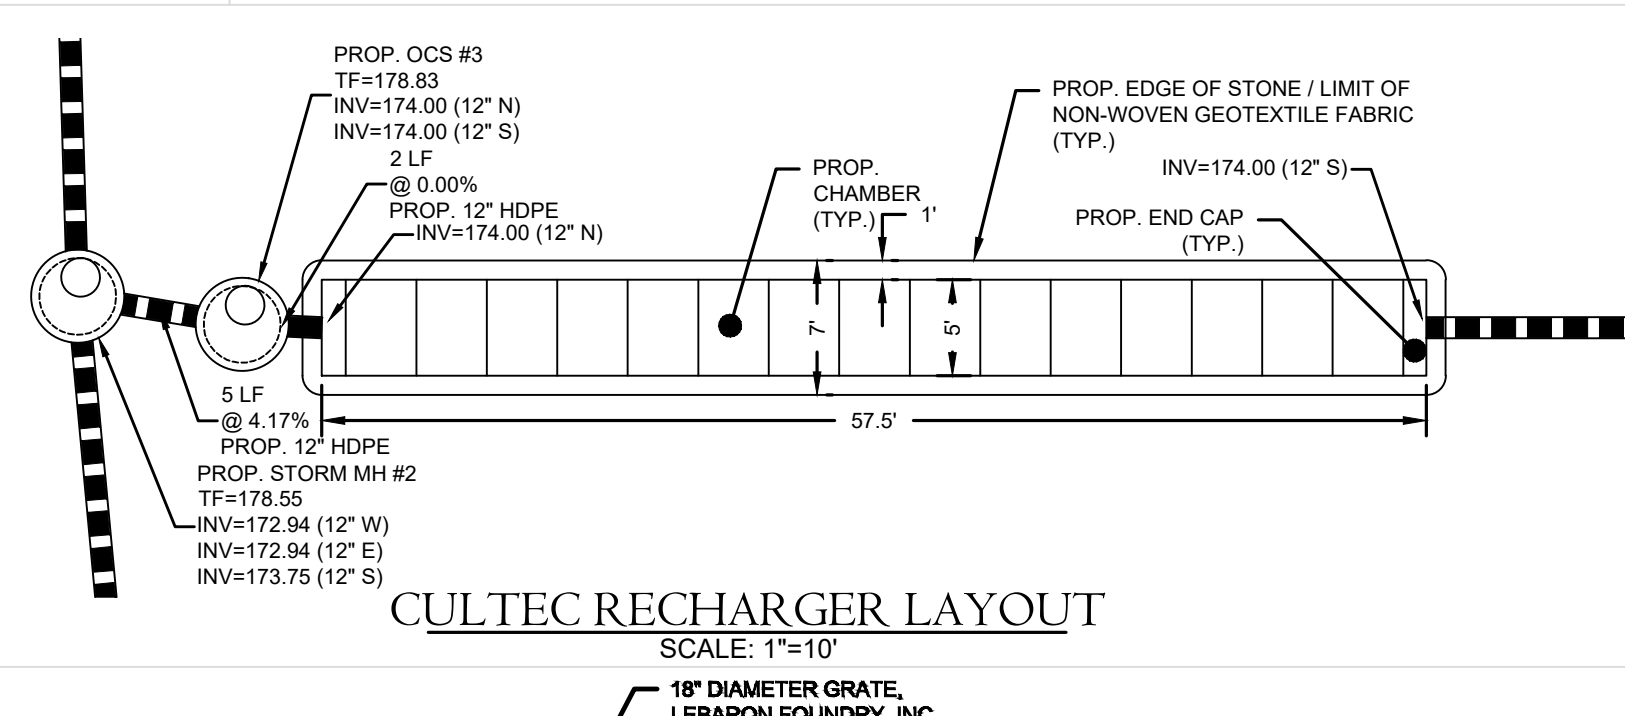 PROP. OCS #3
TF=178.83
INV=174.00 (12" N)
INV=174.00 (12" S)
2 LF
@ 0.00%
PROP. 12" HDPE
INV=174.00 (12" N)
PROP.
CHAMBER
(TYP.)
1'
PROP. EDGE OF STONE / LIMIT OF
NON-WOVEN GEOTEXTILE FABRIC
(TYP.)
INV=174.00 (12" S)
PROP. END CAP
(TYP.)
7'
5'
57.5'
5 LF
@ 4.17%
PROP. 12" HDPE
PROP. STORM MH #2
TF=178.55
INV=172.94 (12" W)
INV=172.94 (12" E)
INV=173.75 (12" S)
CULTEC RECHARGER LAYOUT
SCALE: 1"=10'
18" DIAMETER GRATE,
LEBARON FOUNDRY, INC